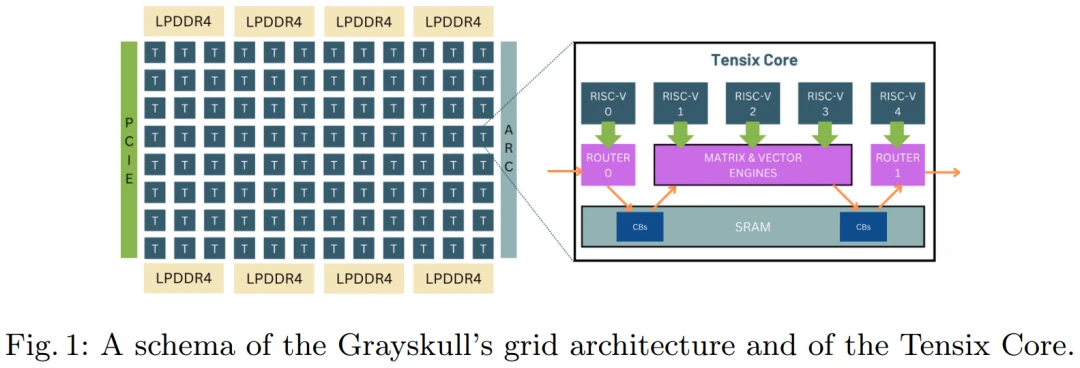 LPDDR4 LPDDR4 LPDDR4 LPDDR4
PCIE
T T T T T T T T T T T T
T T T T T T T T T T T T
T T T T T T T T T T T T
T T T T T T T T T T T T
T T T T T T T T T T T T
T T T T T T T T T T T T
T T T T T T T T T T T T
T T T T T T T T T T T T
ARC
LPDDR4 LPDDR4 LPDDR4 LPDDR4
Tensix Core
RISC-V 0
RISC-V 1
RISC-V 2
RISC-V 3
RISC-V 4
ROUTER 0
MATRIX & VECTOR
ENGINES
ROUTER 1
CBs
SRAM
CBs
Fig. 1: A schema of the Grayskull's grid architecture and of the Tensix Core.